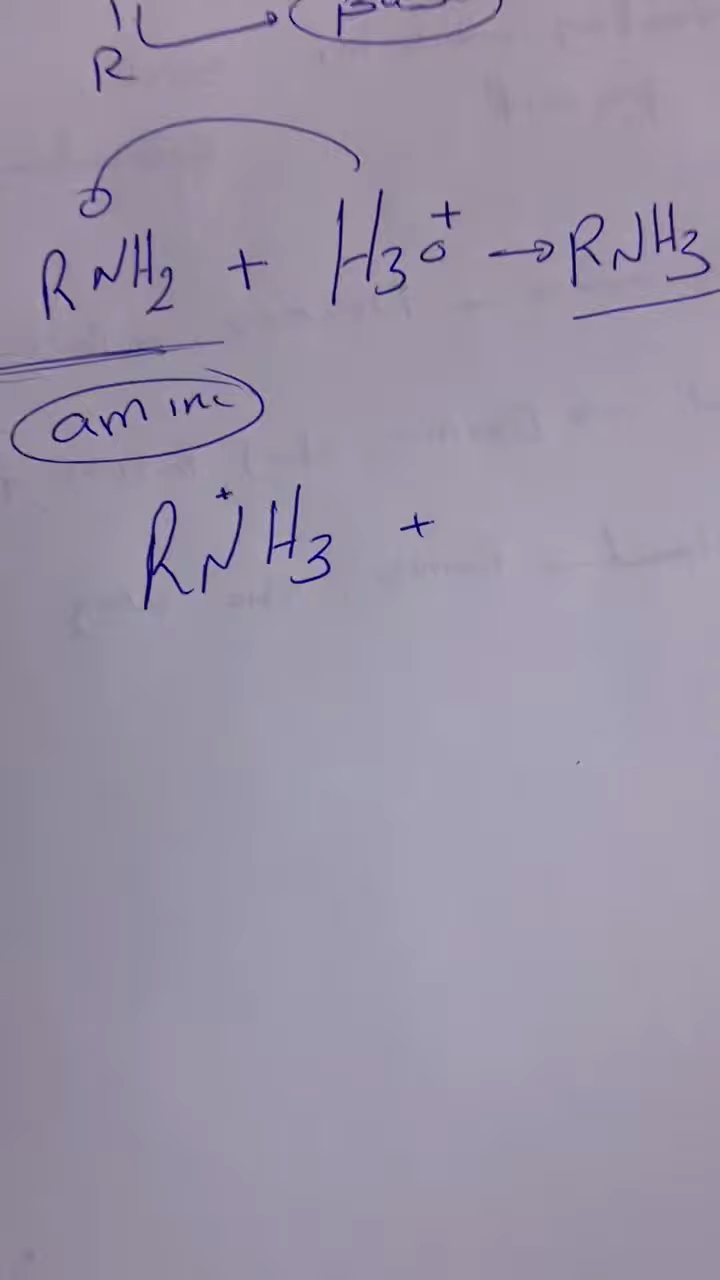 R
RNH2 + H3O+ → RNH3
amine
RN+H3 +